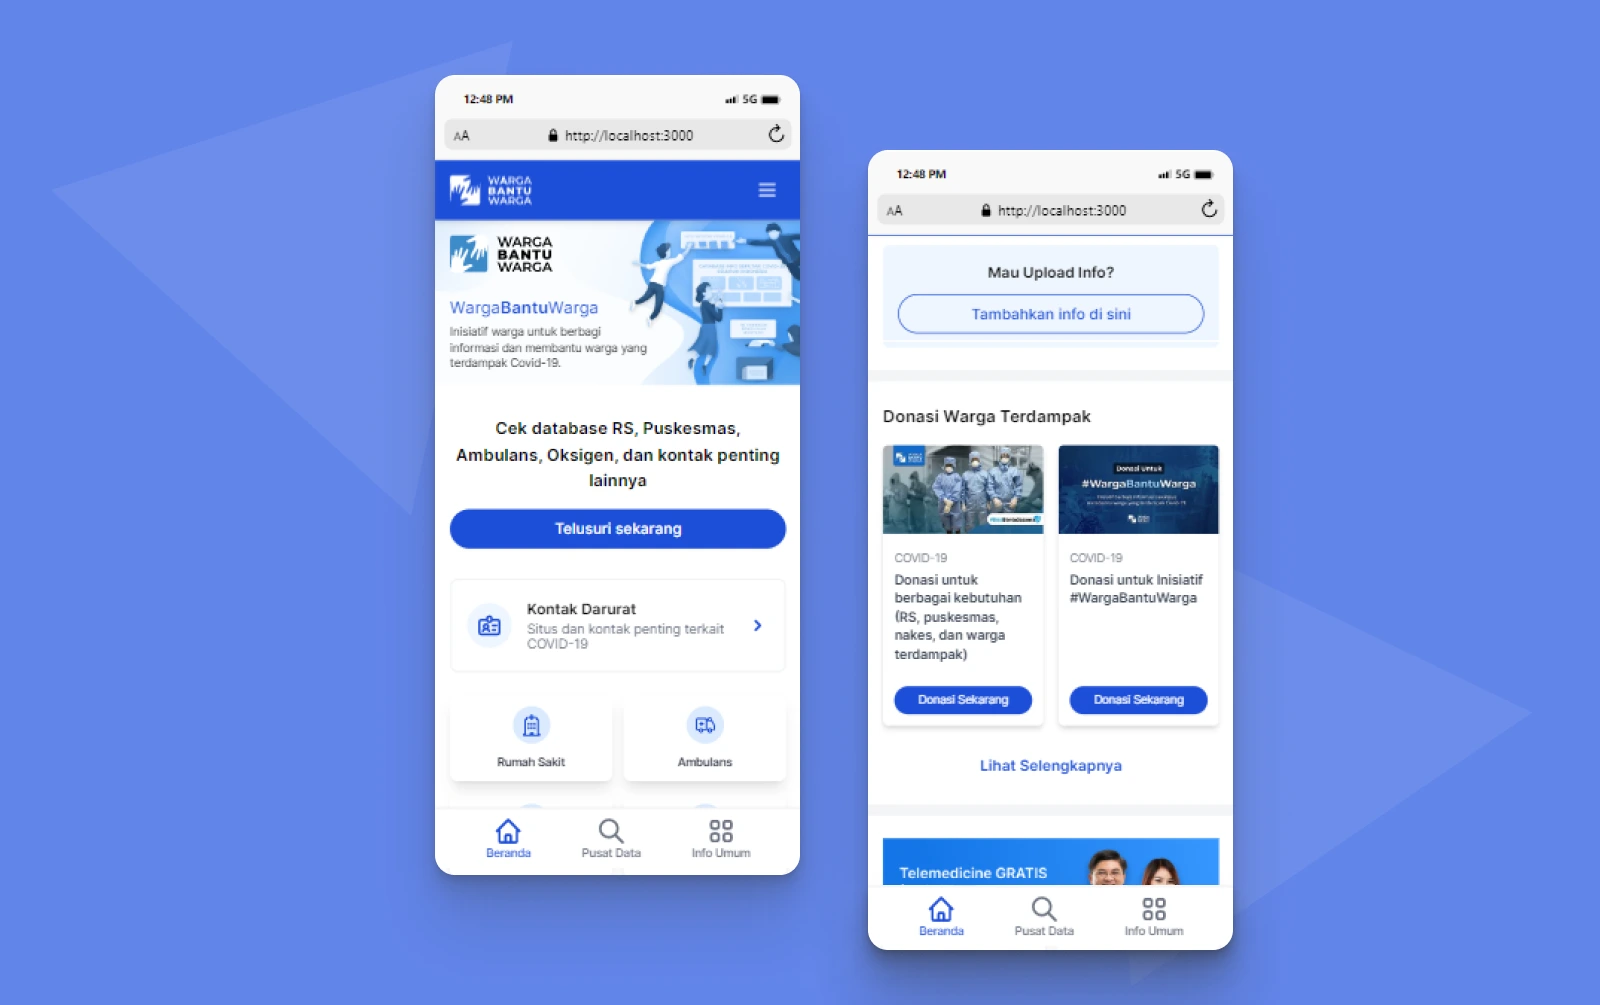 12:48 PM
5G
AA
http://localhost:3000
WARGA
BANTU
WARGA
WARGA
BANTU
WARGA
WargaBantuWarga
Inisiatif warga untuk berbagi
informasi dan membantu warga yang
terdampak Covid-19.
Cek database RS, Puskesmas,
Ambulans, Oksigen, dan kontak penting
lainnya
Telusuri sekarang
Kontak Darurat
Situs dan kontak penting terkait
COVID-19
Rumah Sakit
Ambulans
Beranda
Pusat Data
Info Umum
12:48 PM
5G
AA
http://localhost:3000
Mau Upload Info?
Tambahkan info di sini
Donasi Warga Terdampak
Donasi Untuk
#WargaBantuWarga
COVID-19
Donasi untuk
berbagai kebutuhan
(RS, puskesmas,
nakes, dan warga
terdampak)
Donasi Sekarang
COVID-19
Donasi untuk Inisiatif
#WargaBantuWarga
Donasi Sekarang
Lihat Selengkapnya
Telemedicine GRATIS
Beranda
Pusat Data
Info Umum